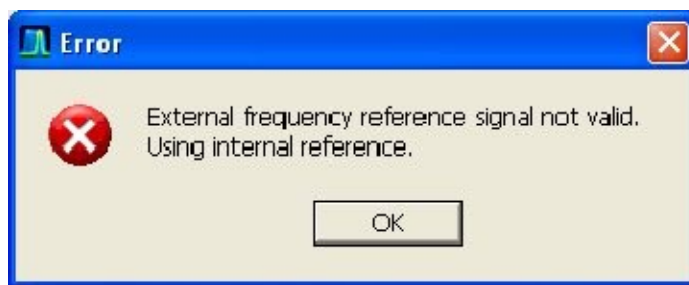 Error
External frequency reference signal not valid.
Using internal reference.
OK